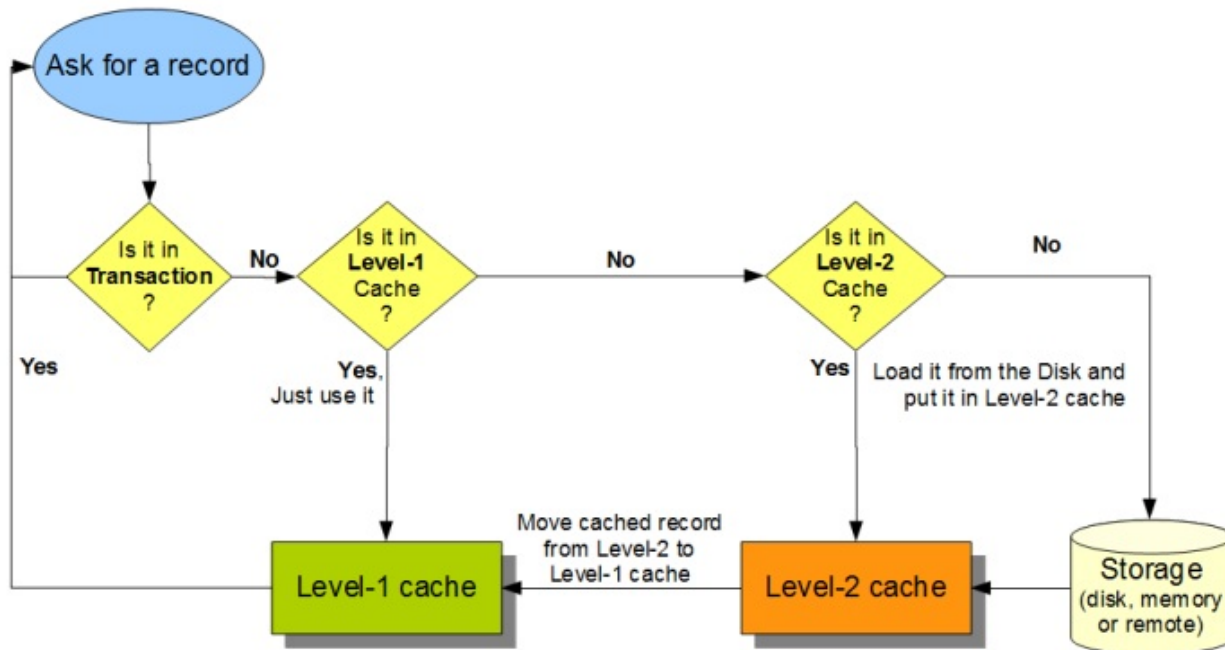 Ask for a record
Is it in
Transaction
?
No
Is it in
Level-1
Cache
?
No
Is it in
Level-2
Cache
?
No
Yes
Yes,
Just use it
Yes
Load it from the Disk and
put it in Level-2 cache
Move cached record
from Level-2 to
Level-1 cache
Level-1 cache
Level-2 cache
Storage
(disk, memory
or remote)